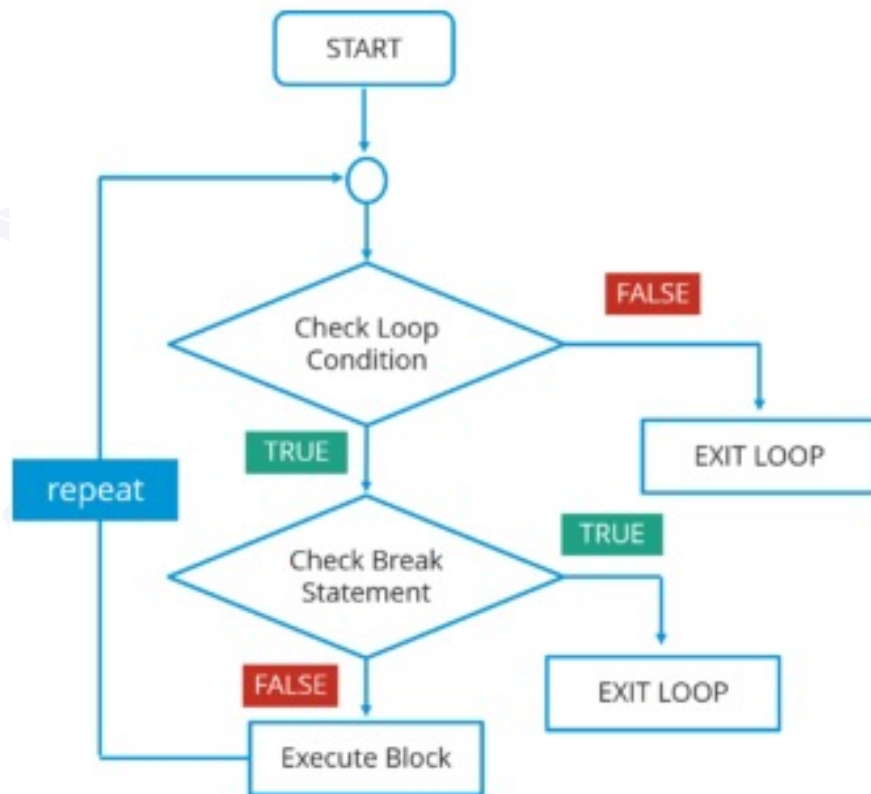 START
Check Loop
Condition
FALSE
EXIT LOOP
TRUE
repeat
Check Break
Statement
TRUE
EXIT LOOP
FALSE
Execute Block